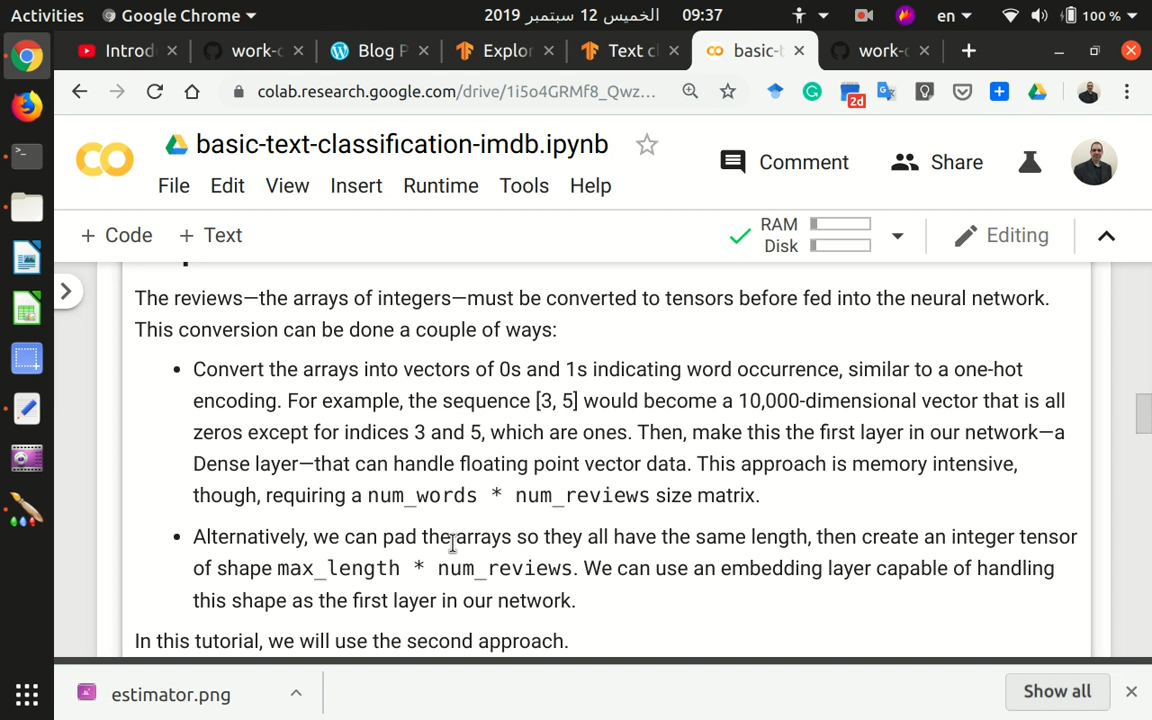 Activities Google Chrome 2019 الخميس 12 سبتمبر 09:37 en 100 %
Introd work-c Blog P Explor Text cl basic-t work-c
colab.research.google.com/drive/1i5o4GRMf8_Qwz... 2d
basic-text-classification-imdb.ipynb Comment Share
File Edit View Insert Runtime Tools Help
+ Code + Text RAM Disk Editing
The reviews—the arrays of integers—must be converted to tensors before fed into the neural network.
This conversion can be done a couple of ways:
• Convert the arrays into vectors of 0s and 1s indicating word occurrence, similar to a one-hot
encoding. For example, the sequence [3, 5] would become a 10,000-dimensional vector that is all
zeros except for indices 3 and 5, which are ones. Then, make this the first layer in our network—a
Dense layer—that can handle floating point vector data. This approach is memory intensive,
though, requiring a num_words * num_reviews size matrix.
• Alternatively, we can pad the arrays so they all have the same length, then create an integer tensor
of shape max_length * num_reviews. We can use an embedding layer capable of handling
this shape as the first layer in our network.
In this tutorial, we will use the second approach.
estimator.png Show all